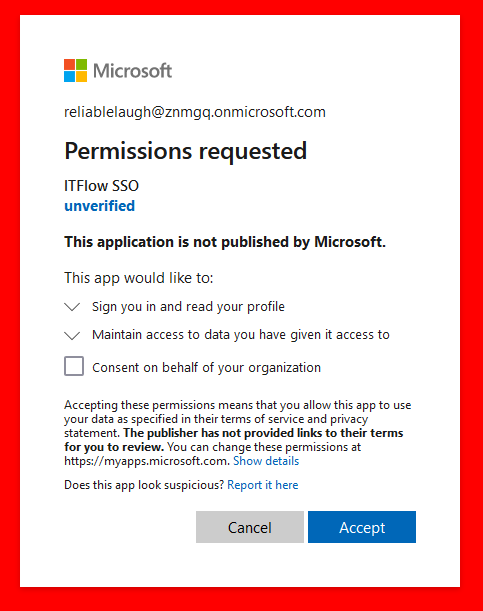 Microsoft
reliablelaugh@znmgq.onmicrosoft.com
Permissions requested
ITFlow SSO
unverified
This application is not published by Microsoft.
This app would like to:
Sign you in and read your profile
Maintain access to data you have given it access to
Consent on behalf of your organization
Accepting these permissions means that you allow this app to use
your data as specified in their terms of service and privacy
statement. The publisher has not provided links to their terms
for you to review. You can change these permissions at
https://myapps.microsoft.com. Show details
Does this app look suspicious? Report it here
Cancel
Accept